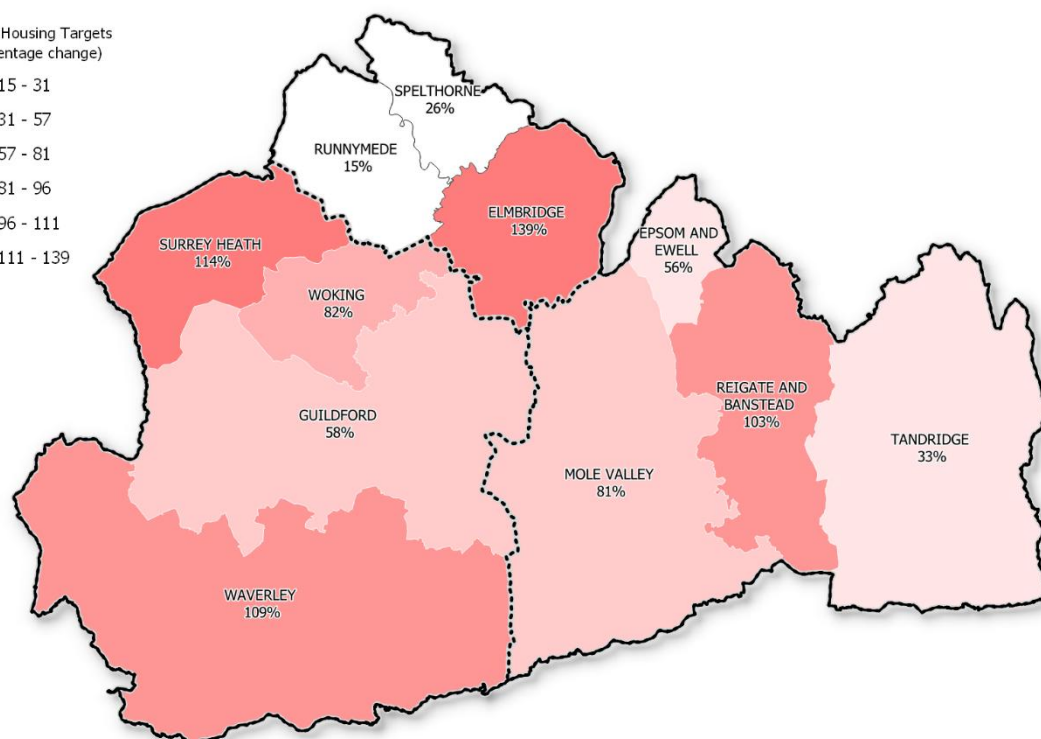 Housing Targets
entage change)
15 - 31
31 - 57
57 - 81
81 - 96
96 - 111
111 - 139
SPELTHORNE
26%
RUNNYMEDE
15%
ELMBRIDGE
139%
EPSOM AND
EWELL
56%
SURREY HEATH
114%
WOKING
82%
REIGATE AND
BANSTEAD
103%
GUILDFORD
58%
TANDRIDGE
33%
MOLE VALLEY
81%
WAVERLEY
109%